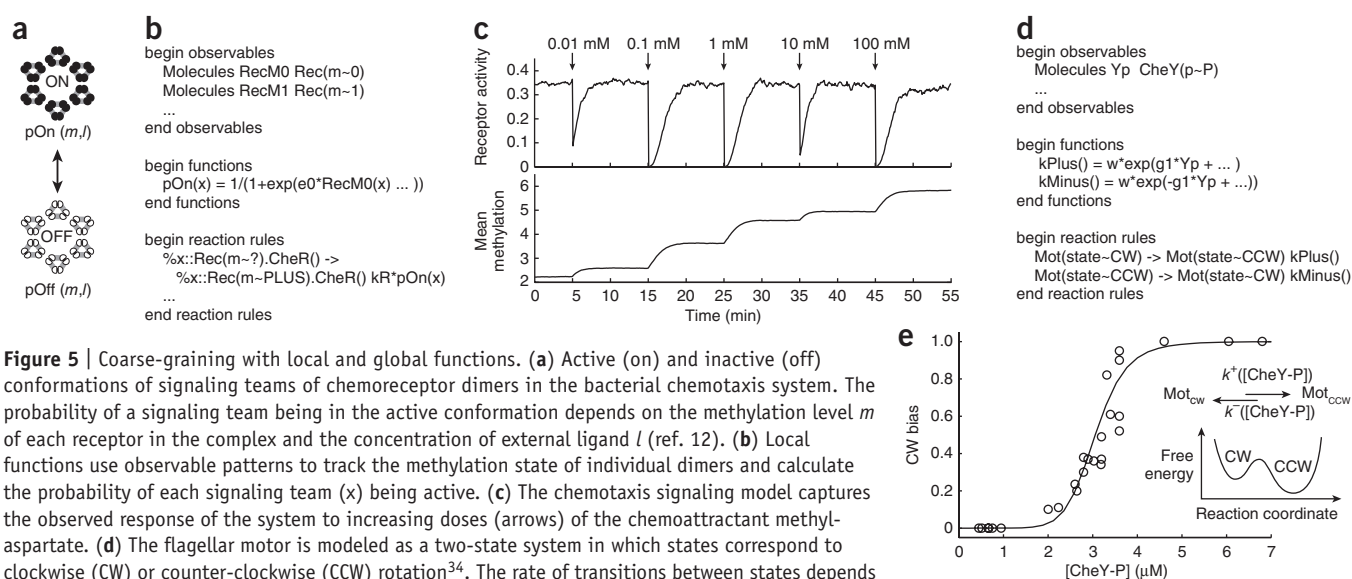 a
ON
pOn (m,l)
OFF
pOff (m,l)
b
begin observables
Molecules RecM0 Rec(m~0)
Molecules RecM1 Rec(m~1)
...
end observables
begin functions
pOn(x) = 1/(1+exp(e0*RecM0(x) ... ))
end functions
begin reaction rules
%x::Rec(m~?).CheR() ->
%x::Rec(m~PLUS).CheR() kR*pOn(x)
...
end reaction rules
c
0.01 mM 0.1 mM 1 mM 10 mM 100 mM
Receptor activity
0.4
0.3
0.2
0.1
0
Mean methylation
6
5
4
3
2
0 5 10 15 20 25 30 35 40 45 50 55
Time (min)
d
begin observables
Molecules Yp CheY(p~P)
...
end observables
begin functions
kPlus() = w*exp(g1*Yp + ... )
kMinus() = w*exp(-g1*Yp + ...))
end functions
begin reaction rules
Mot(state~CW) -> Mot(state~CCW) kPlus()
Mot(state~CCW) -> Mot(state~CW) kMinus()
end reaction rules
e
CW bias
1.0
0.8
0.6
0.4
0.2
0
0 1 2 3 4 5 6 7
[CheY-P] (μM)
k+([CheY-P])
Motcw Motccw
k−([CheY-P])
Free energy
CW
CCW
Reaction coordinate
Figure 5 | Coarse-graining with local and global functions. (a) Active (on) and inactive (off)
conformations of signaling teams of chemoreceptor dimers in the bacterial chemotaxis system. The
probability of a signaling team being in the active conformation depends on the methylation level m
of each receptor in the complex and the concentration of external ligand l (ref. 12). (b) Local
functions use observable patterns to track the methylation state of individual dimers and calculate
the probability of each signaling team (x) being active. (c) The chemotaxis signaling model captures
the observed response of the system to increasing doses (arrows) of the chemoattractant methyl-
aspartate. (d) The flagellar motor is modeled as a two-state system in which states correspond to
clockwise (CW) or counter-clockwise (CCW) rotation34. The rate of transitions between states depends